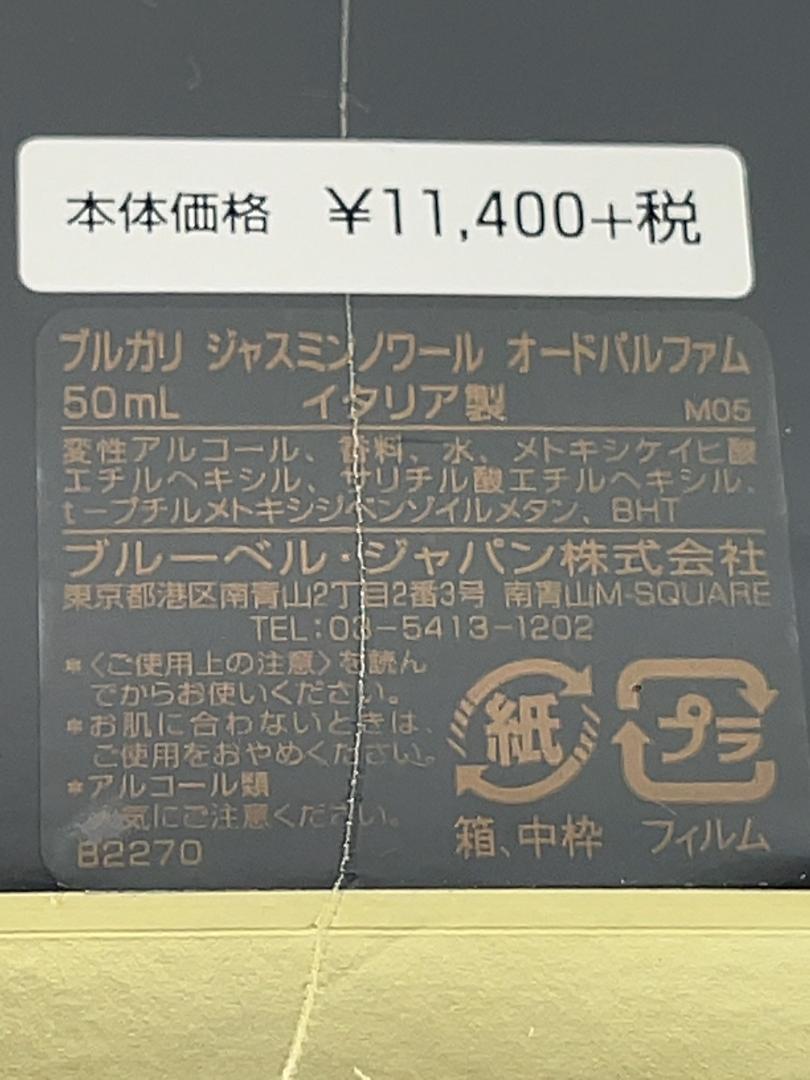 本体価格 ¥11,400+税
ブルガリ ジャスミンノワール オードパルファム
50mL イタリア製 M05
変性アルコール、香料、水、メトキシケイヒ酸
エチルヘキシル、サリチル酸エチルヘキシル、
t-ブチルメトキシジベンゾイルメタン、BHT
ブルーベル・ジャパン株式会社
東京都港区南青山2丁目2番3号 南青山M-SQUARE
TEL:03-5413-1202
*〈ご使用上の注意〉を読ん
でからお使いください。
*お肌に合わないときは、
ご使用をおやめください。
*アルコール類
火気にご注意ください。
B2270
紙
箱、中枠
プラ
フィルム